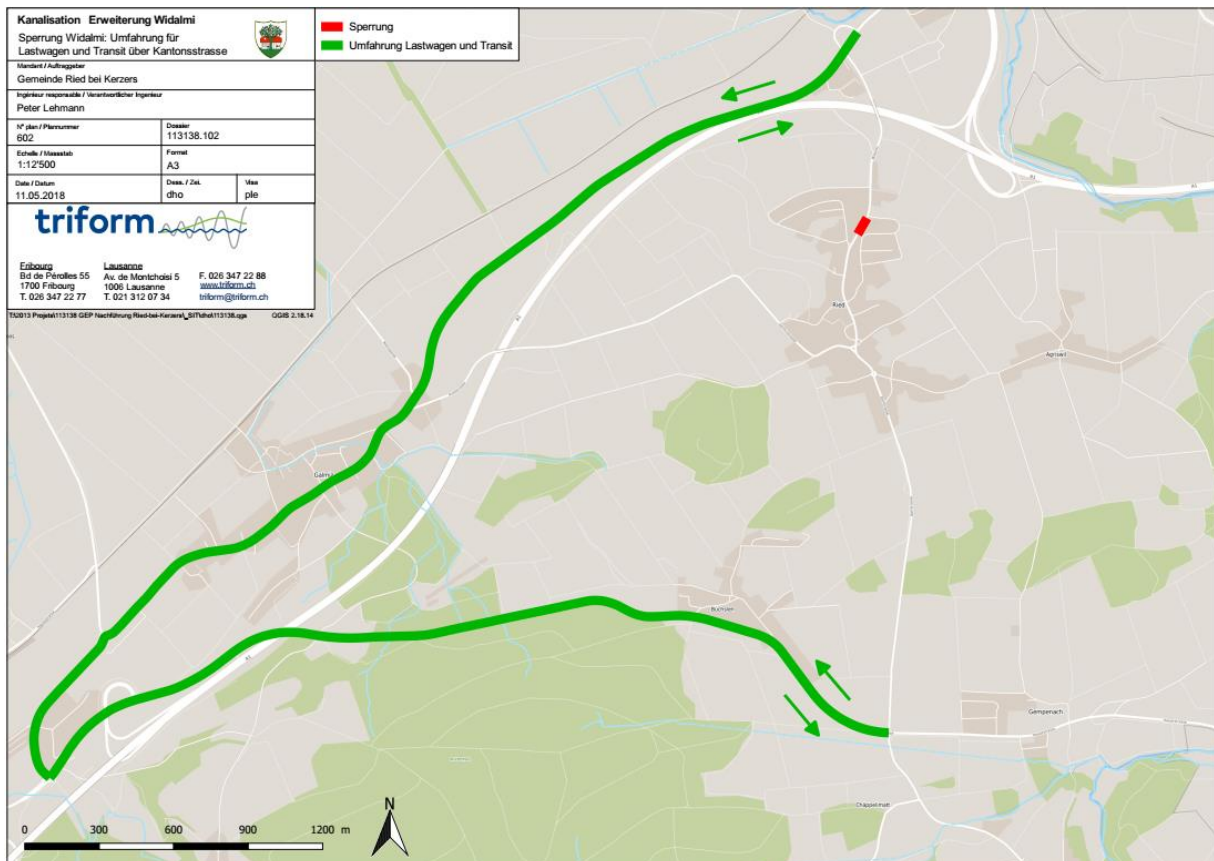 Kanalisation Erweiterung Widalmi
Sperrung Widalmi: Umfahrung für
Lastwagen und Transit über Kantonsstrasse
Mandant / Auftraggeber
Gemeinde Ried bei Kerzers
Ingénieur responsable / Verantwortlicher Ingenieur
Peter Lehmann
N° plan / Plannummer
602
Dossier
113138.102
Echelle / Massstab
1:12'500
Format
A3
Date / Datum
11.05.2018
Dess. / Zei.
dho
Visa
ple
triform
Fribourg
Bd de Pérolles 55
1700 Fribourg
T. 026 347 22 77
Lausanne
Av. de Montchoisi 5
1006 Lausanne
T. 021 312 07 34
F. 026 347 22 88
www.triform.ch
triform@triform.ch
QGIS 2.18.14
Sperrung
Umfahrung Lastwagen und Transit
Ried
Agriswil
Büchslen
Gempenach
Chappelimatt
N
0 300 600 900 1200 m